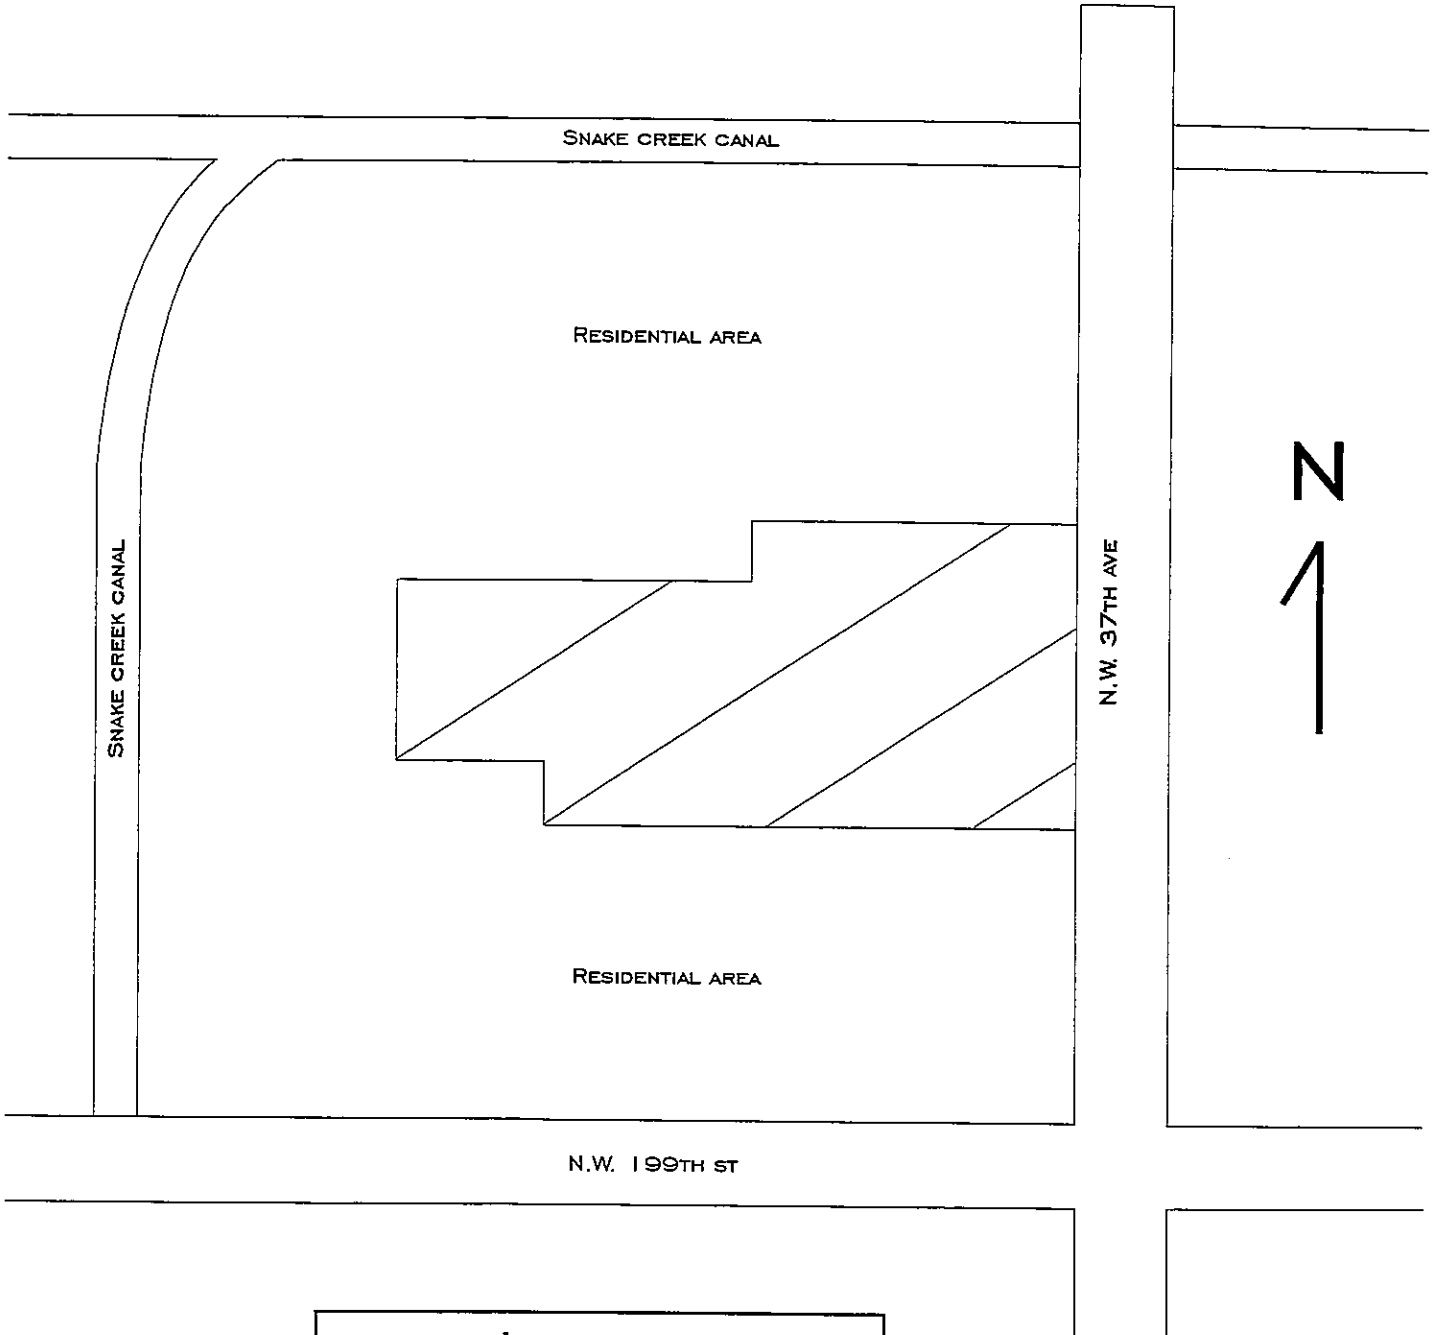 SNAKE CREEK CANAL
RESIDENTIAL AREA
N
SNAKE CREEK CANAL
N.W. 37TH AVE
RESIDENTIAL AREA
N.W. 199TH ST